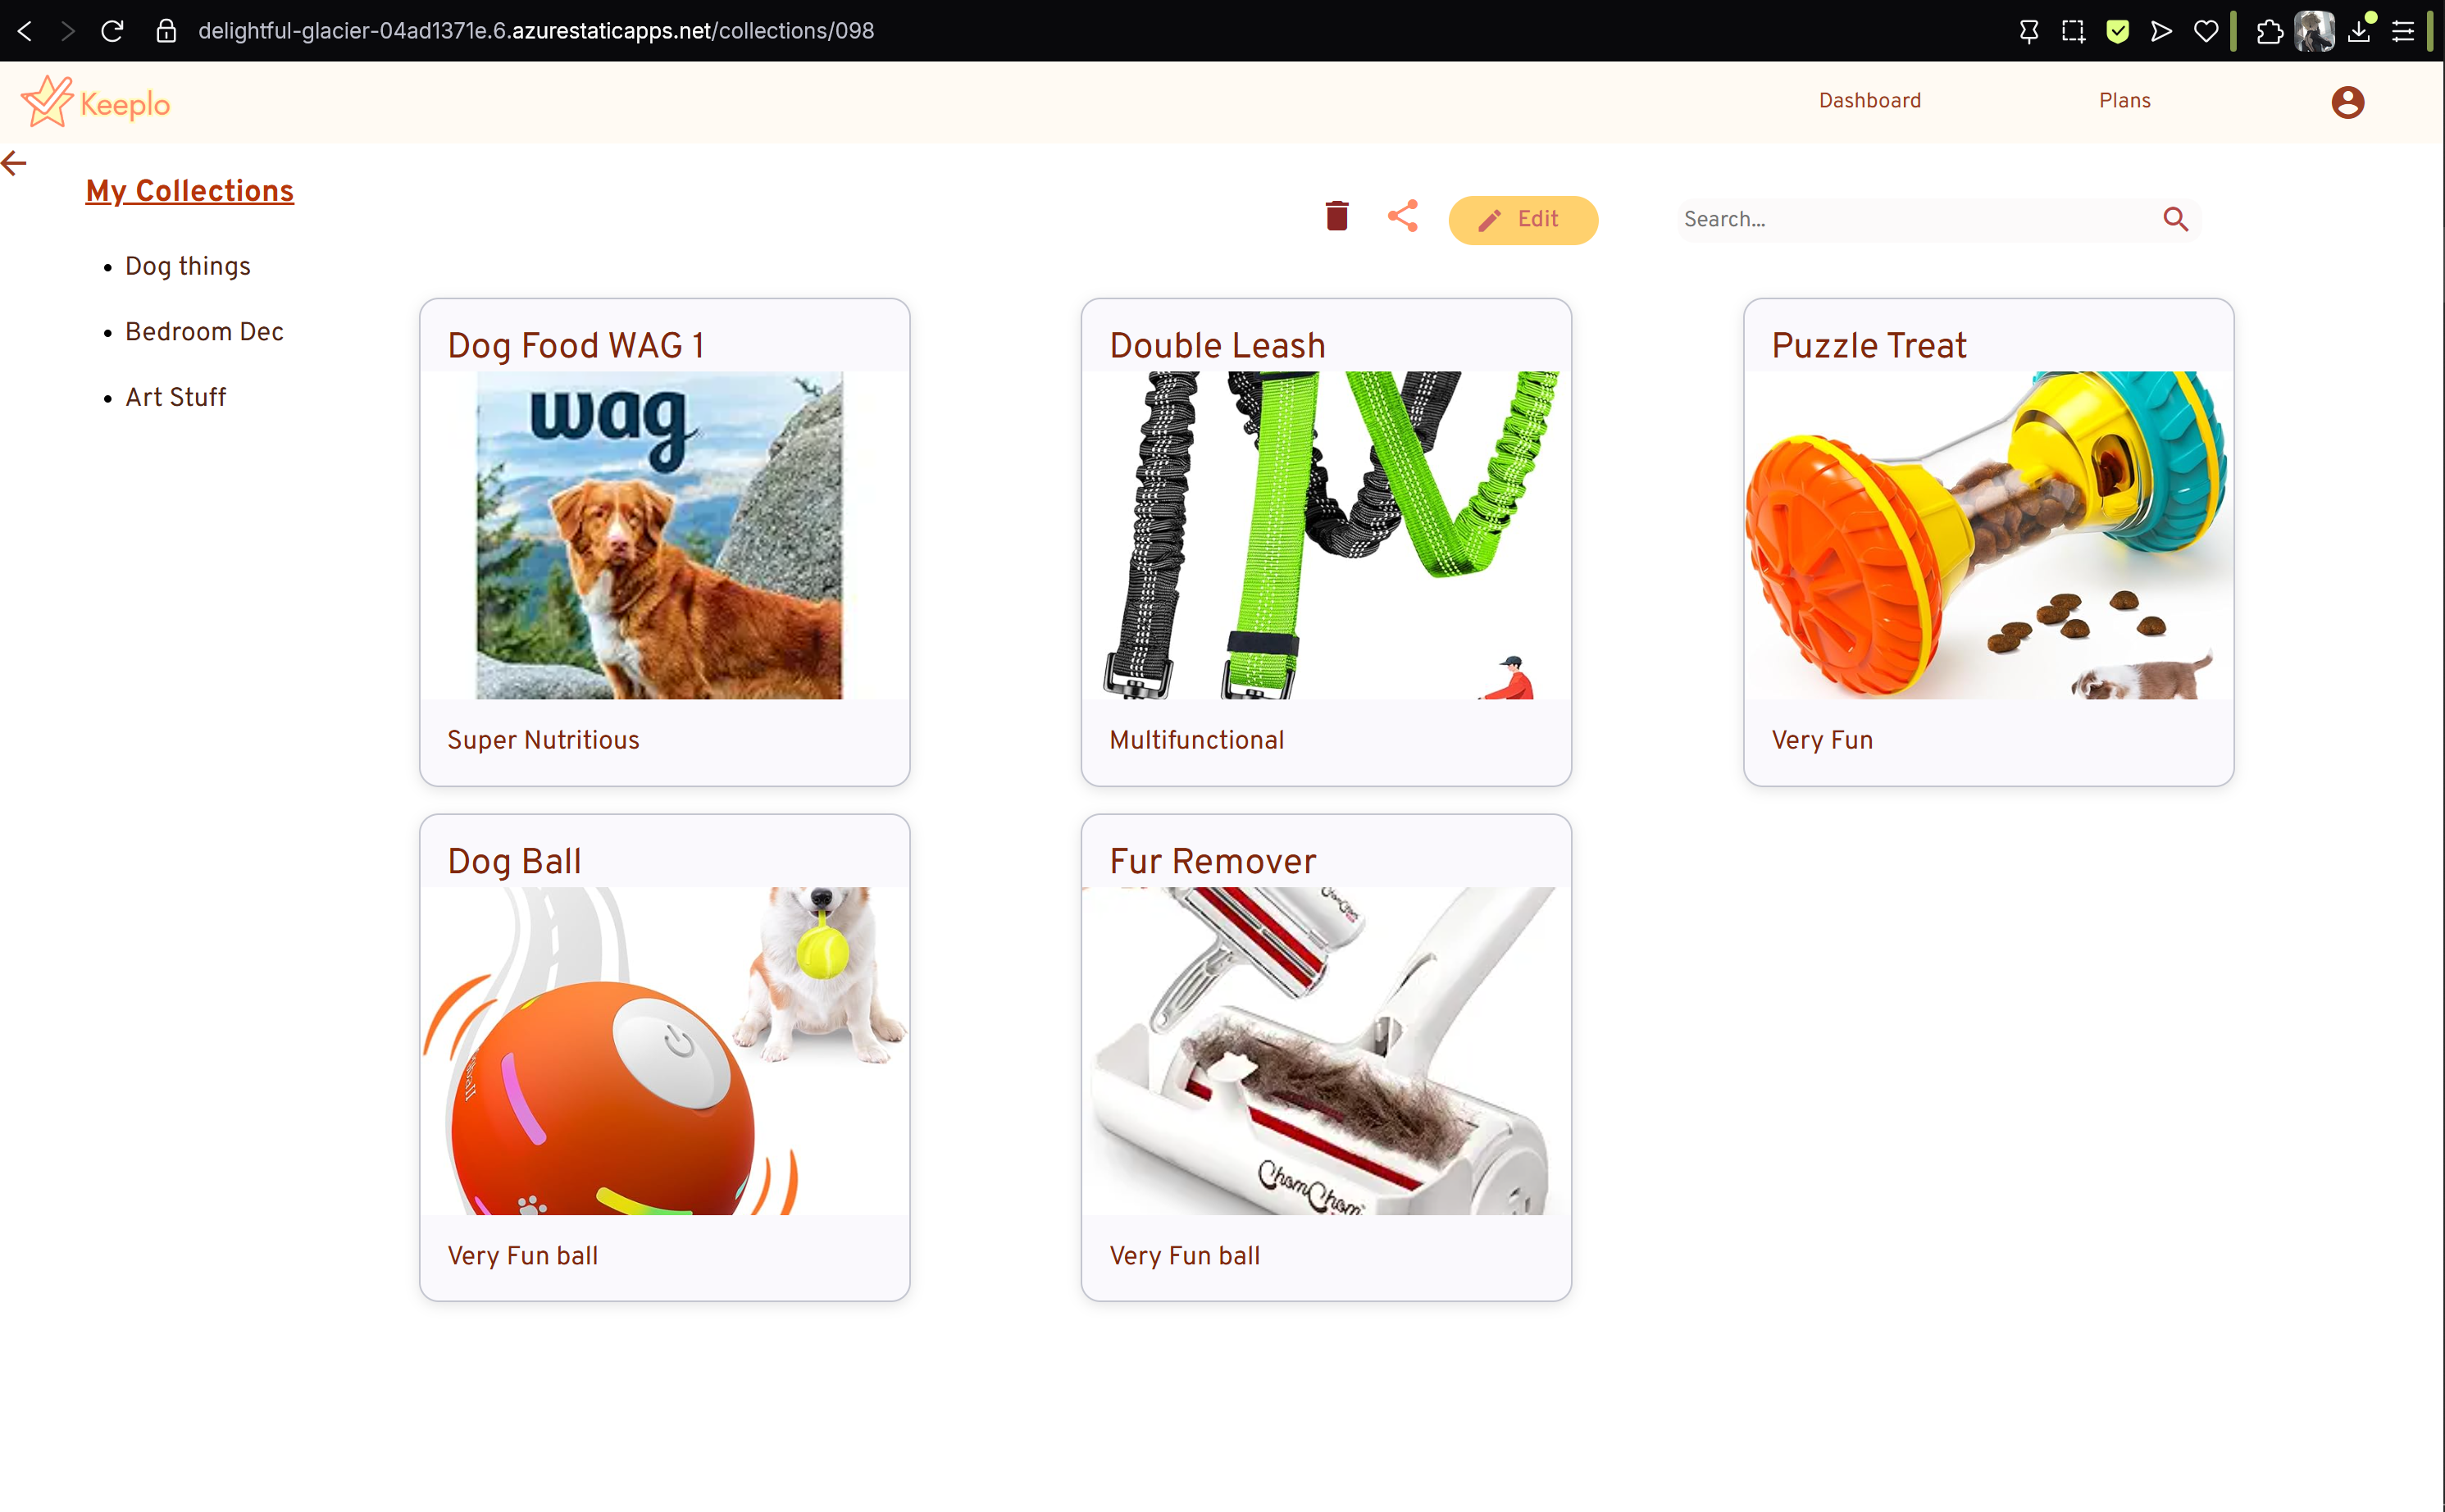 delightful-glacier-04ad1371e.6.azurestaticapps.net/collections/098
Keeplo
Dashboard
Plans
My Collections
Edit
Search...
Dog things
Bedroom Dec
Art Stuff
Dog Food WAG 1
wag
Super Nutritious
Double Leash
Multifunctional
Puzzle Treat
Very Fun
Dog Ball
Very Fun ball
Fur Remover
ChomChom
Very Fun ball